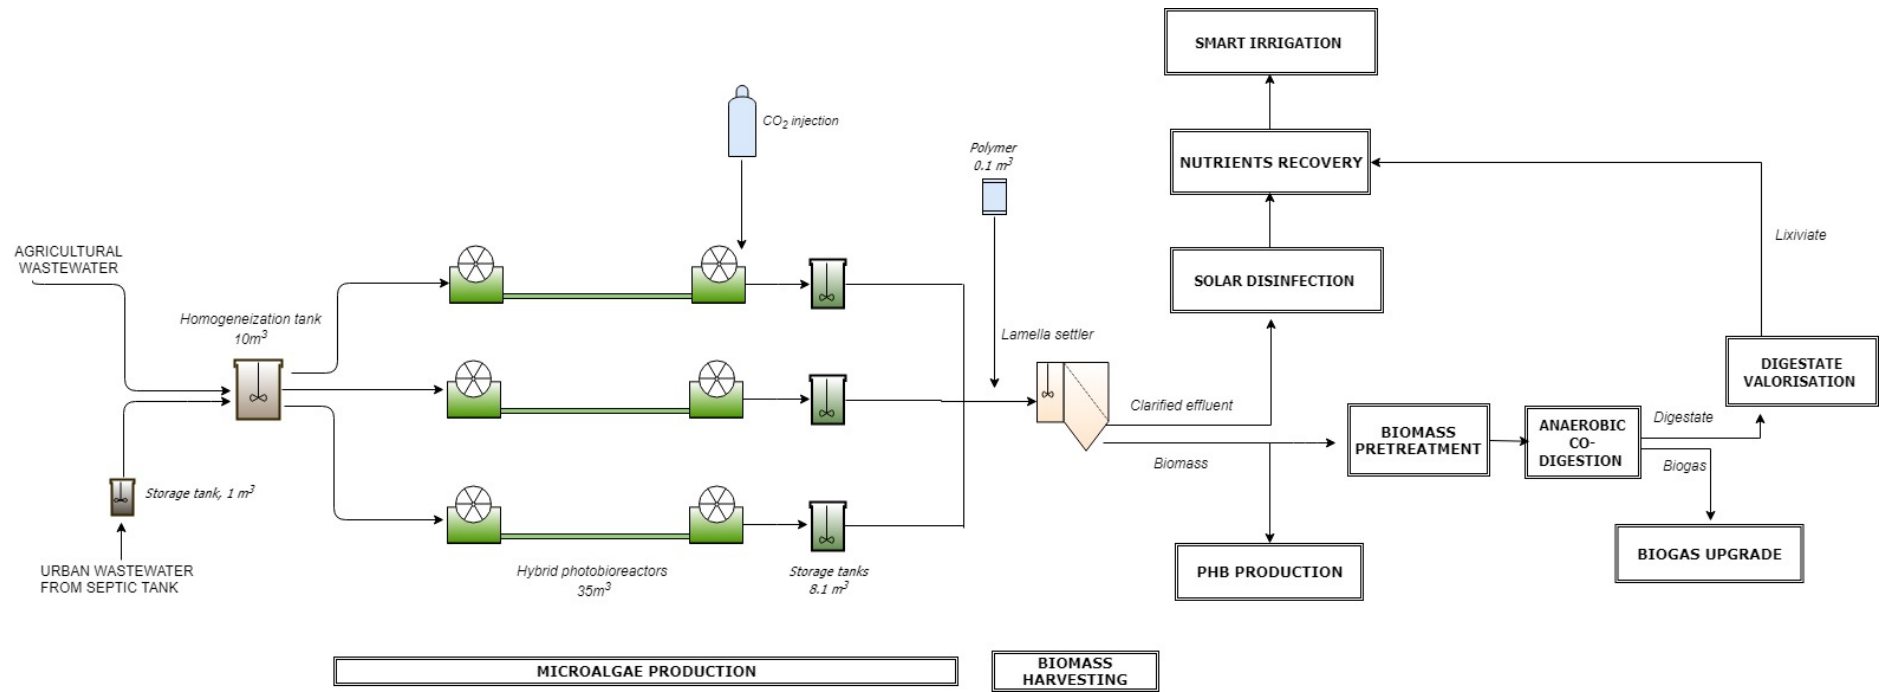 SMART IRRIGATION
CO2 injection
Polymer
0.1 m3
NUTRIENTS RECOVERY
AGRICULTURAL
WASTEWATER
Lixiviate
SOLAR DISINFECTION
Homogeneization tank
10m3
Lamella settler
DIGESTATE
VALORISATION
Clarified effluent
Digestate
BIOMASS
PRETREATMENT
ANAEROBIC
CO-
DIGESTION
Biomass
Biogas
Storage tank, 1 m3
BIOGAS UPGRADE
URBAN WASTEWATER
FROM SEPTIC TANK
Hybrid photobioreactors
35m3
Storage tanks
8.1 m3
PHB PRODUCTION
MICROALGAE PRODUCTION
BIOMASS
HARVESTING